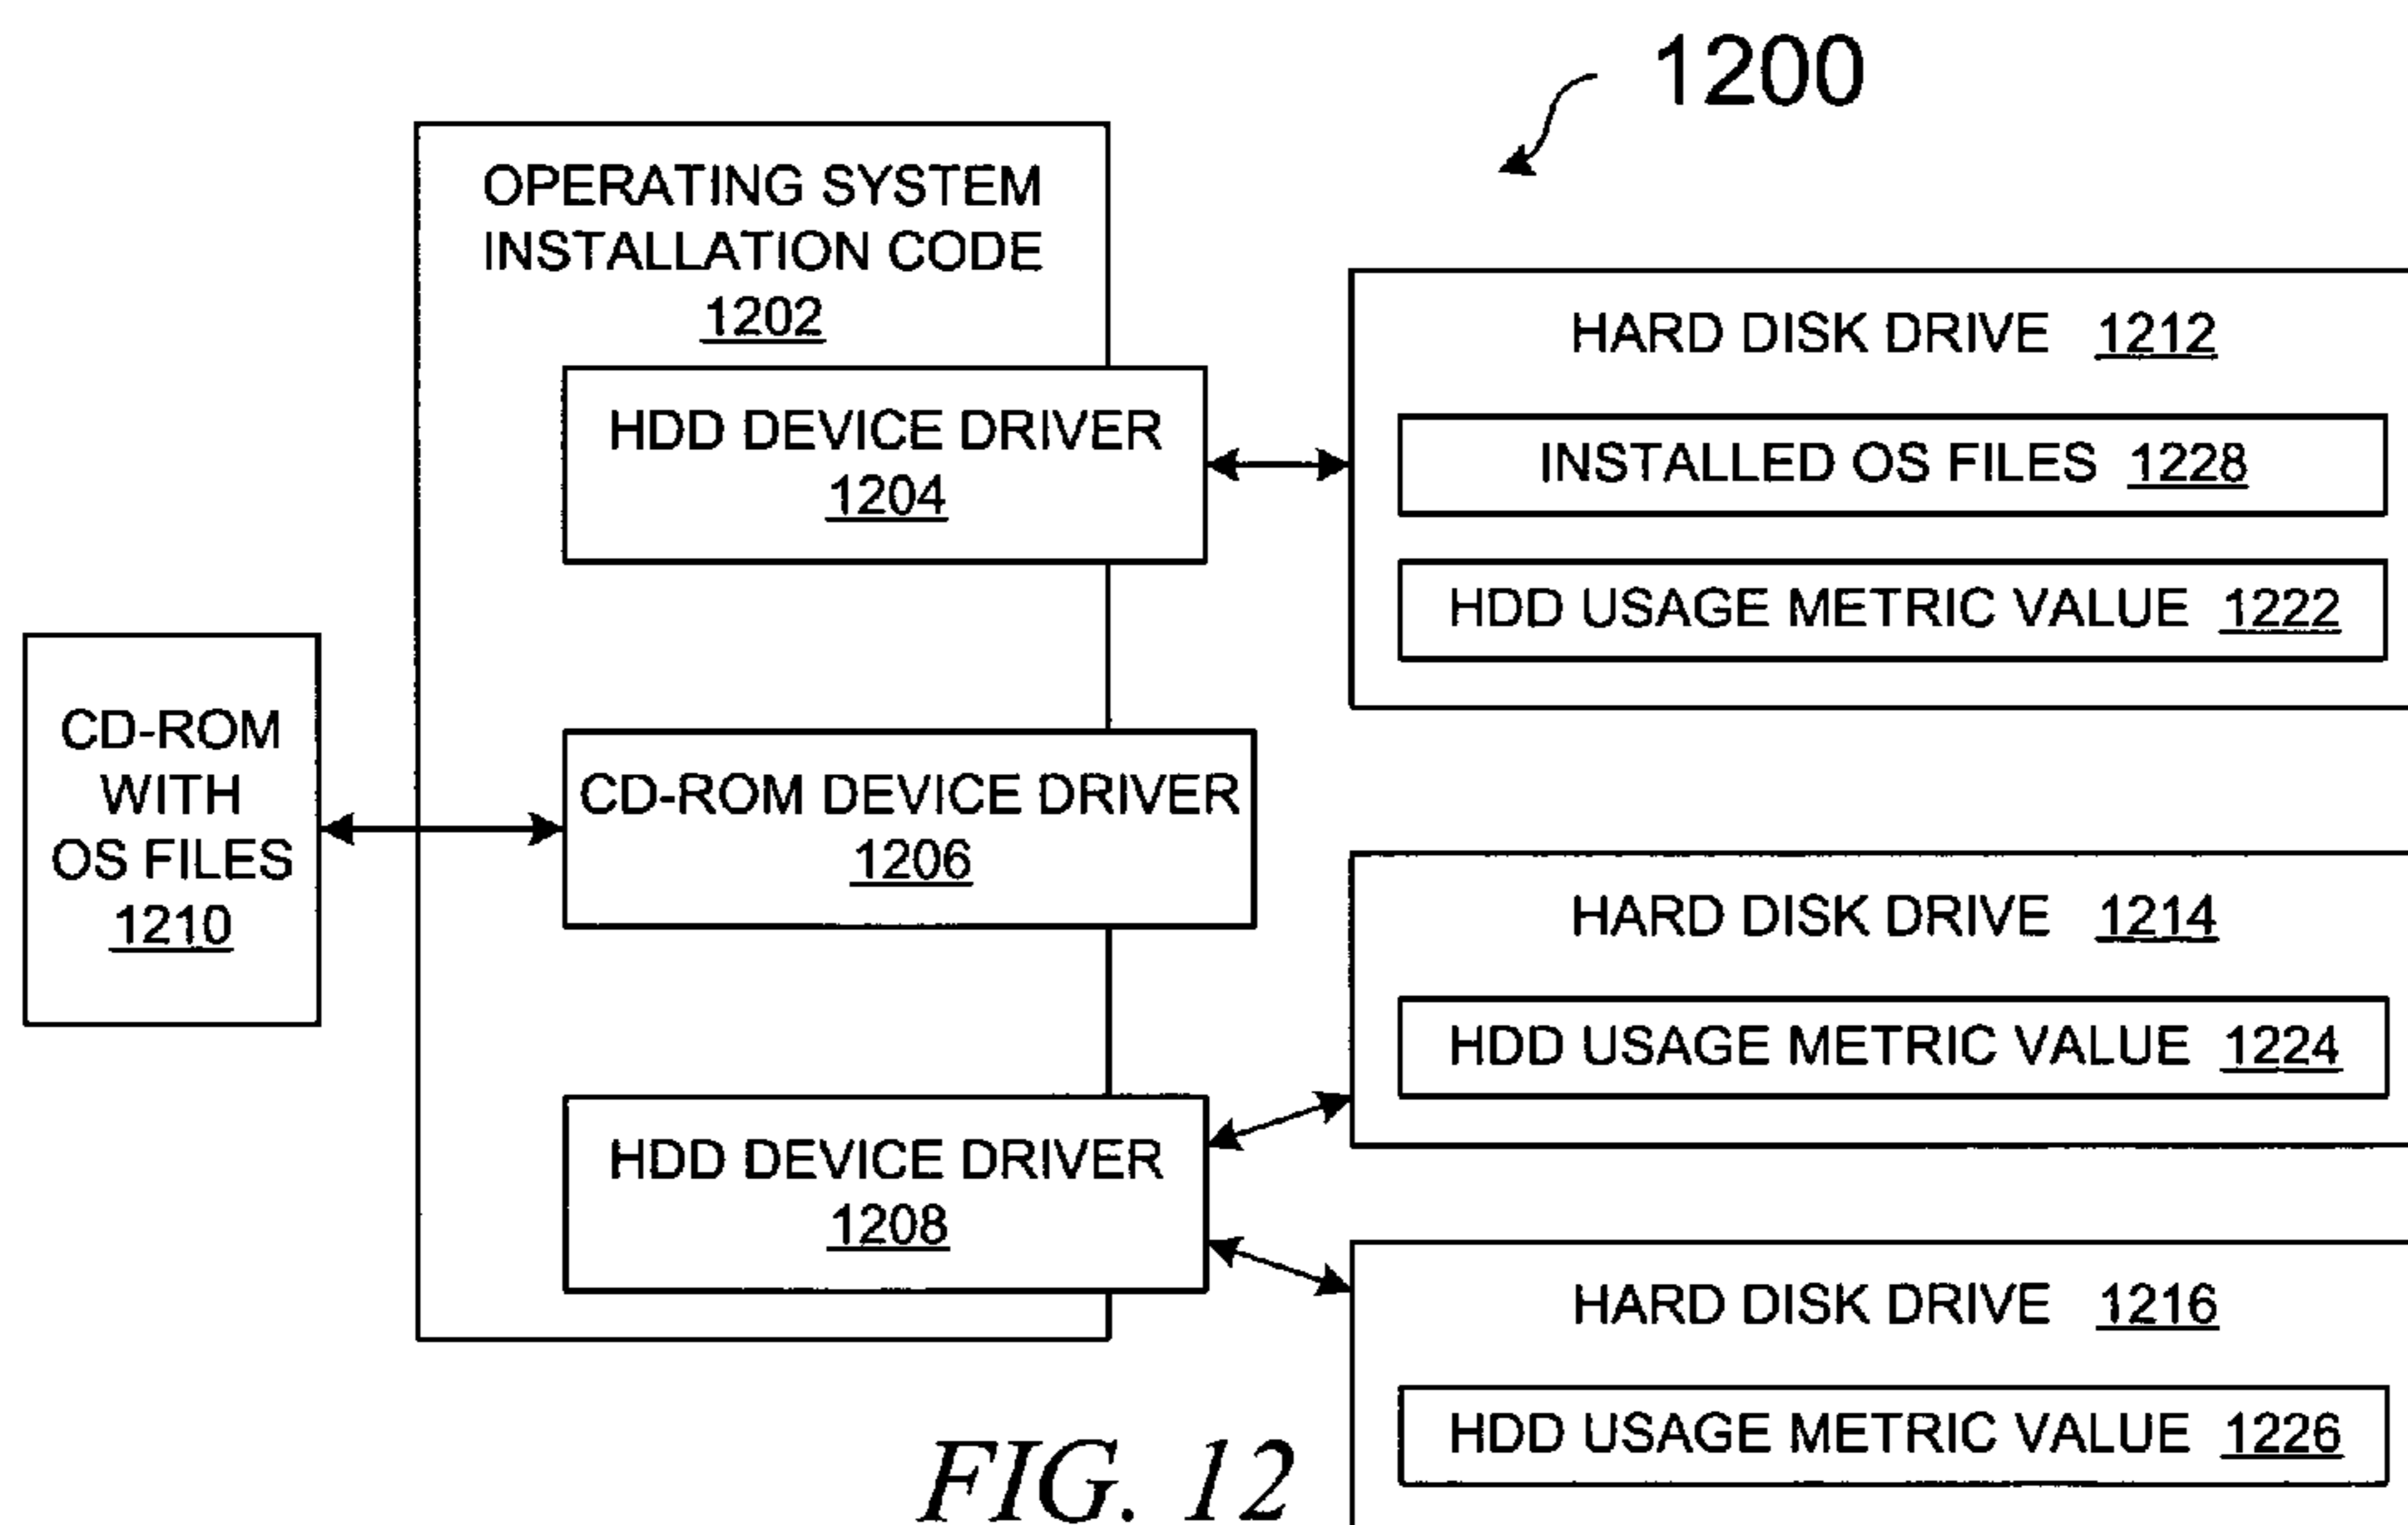 1200
OPERATING SYSTEM
INSTALLATION CODE
1202
HDD DEVICE DRIVER
1204
CD-ROM
WITH
OS FILES
1210
CD-ROM DEVICE DRIVER
1206
HDD DEVICE DRIVER
1208
HARD DISK DRIVE 1212
INSTALLED OS FILES 1228
HDD USAGE METRIC VALUE 1222
HARD DISK DRIVE 1214
HDD USAGE METRIC VALUE 1224
HARD DISK DRIVE 1216
HDD USAGE METRIC VALUE 1226
FIG. 12